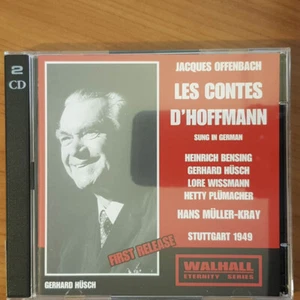 2
CD
JACQUES OFFENBACH
LES CONTES
D'HOFFMANN
SUNG IN GERMAN
HEINRICH BENSING
GERHARD HÜSCH
LORE WISSMANN
HETTY PLÜMACHER
HANS MÜLLER-KRAY
STUTTGART 1949
FIRST RELEASE
WALHALL
ETERNITY SERIES
GERHARD HÜSCH